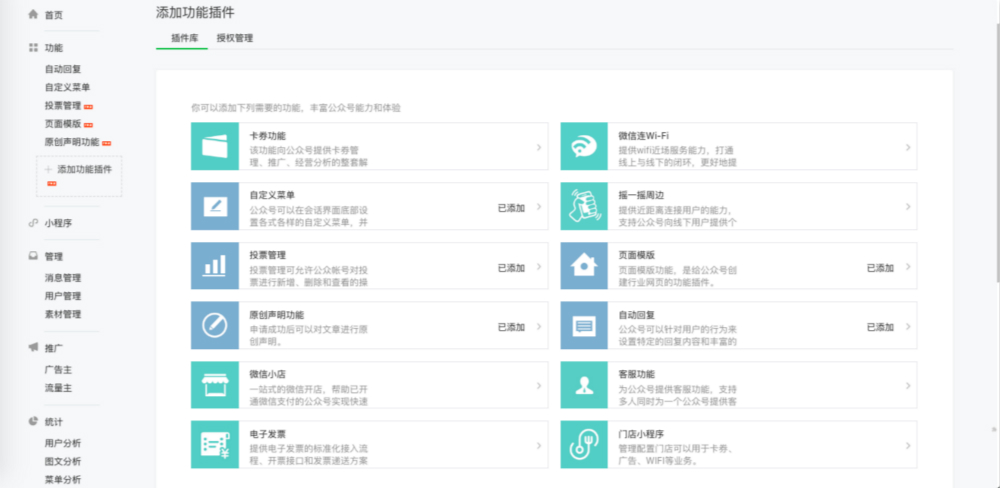 首页
功能
自动回复
自定义菜单
投票管理
页面模版
原创声明功能
添加功能插件
小程序
管理
消息管理
用户管理
素材管理
推广
广告主
流量主
统计
用户分析
图文分析
菜单分析
添加功能插件
插件库 授权管理
你可以添加下列需要的功能，丰富公众号能力和体验
卡券功能
该功能向公众号提供卡券管
理、推广、经营分析的整套解
微信连Wi-Fi
提供wifi近场服务能力，打通
线上与线下的闭环，更好地提
自定义菜单
公众号可以在会话界面底部设
置各式各样的自定义菜单，并
已添加
摇一摇周边
提供近距离连接用户的能力，
支持公众号向线下用户提供个
投票管理
投票管理可允许公众帐号对投
票进行新增、删除和查看的操
已添加
页面模版
页面模版功能，是给公众号创
建行业网页的功能插件。
已添加
原创声明功能
申请成功后可以对文章进行原
创声明。
已添加
自动回复
公众号可以针对用户的行为来
设置特定的回复内容和丰富的
已添加
微信小店
一站式的微信开店，帮助已开
通微信支付的公众号实现快速
客服功能
为公众号提供客服功能，支持
多人同时为一个公众号提供客
电子发票
提供电子发票的标准化接入流
程、开票接口和发票递送方案
门店小程序
管理配置门店可以用于卡券、
广告、WIFI等业务。